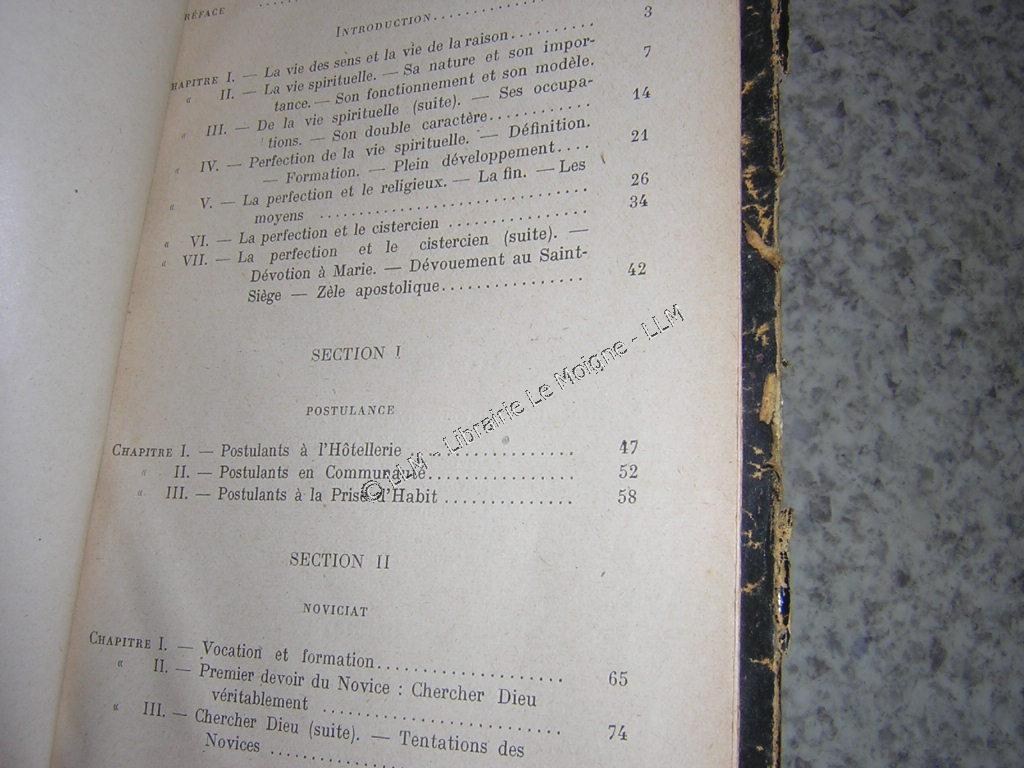 PRÉFACE ..........
INTRODUCTION..............
CHAPITRE I. — La vie des sens et la vie de la raison......... 3
« II. — La vie spirituelle. — Sa nature et son impor-
tance. — Son fonctionnement et son modèle. 7
« III. — De la vie spirituelle (suite). — Ses occupa-
tions. — Son double caractère........... 14
« IV. — Perfection de la vie spirituelle. — Définition.
— Formation. — Plein développement.... 21
« V. — La perfection et le religieux. — La fin. — Les
moyens .............................. 26
« VI. — La perfection et le cistercien ............... 34
« VII. — La perfection et le cistercien (suite). —
Dévotion à Marie. — Dévouement au Saint-
Siège — Zèle apostolique................ 42
SECTION I
POSTULANCE
CHAPITRE I. — Postulants à l'Hôtellerie .................. 47
« II. — Postulants en Communauté................. 52
« III. — Postulants à la Prise d'Habit ............... 58
© LLM - Librairie Le Moigne - LLM
SECTION II
NOVICIAT
CHAPITRE I. — Vocation et formation.................... 65
« II. — Premier devoir du Novice : Chercher Dieu
véritablement .......................... 74
« III. — Chercher Dieu (suite). — Tentations des
Novices ................